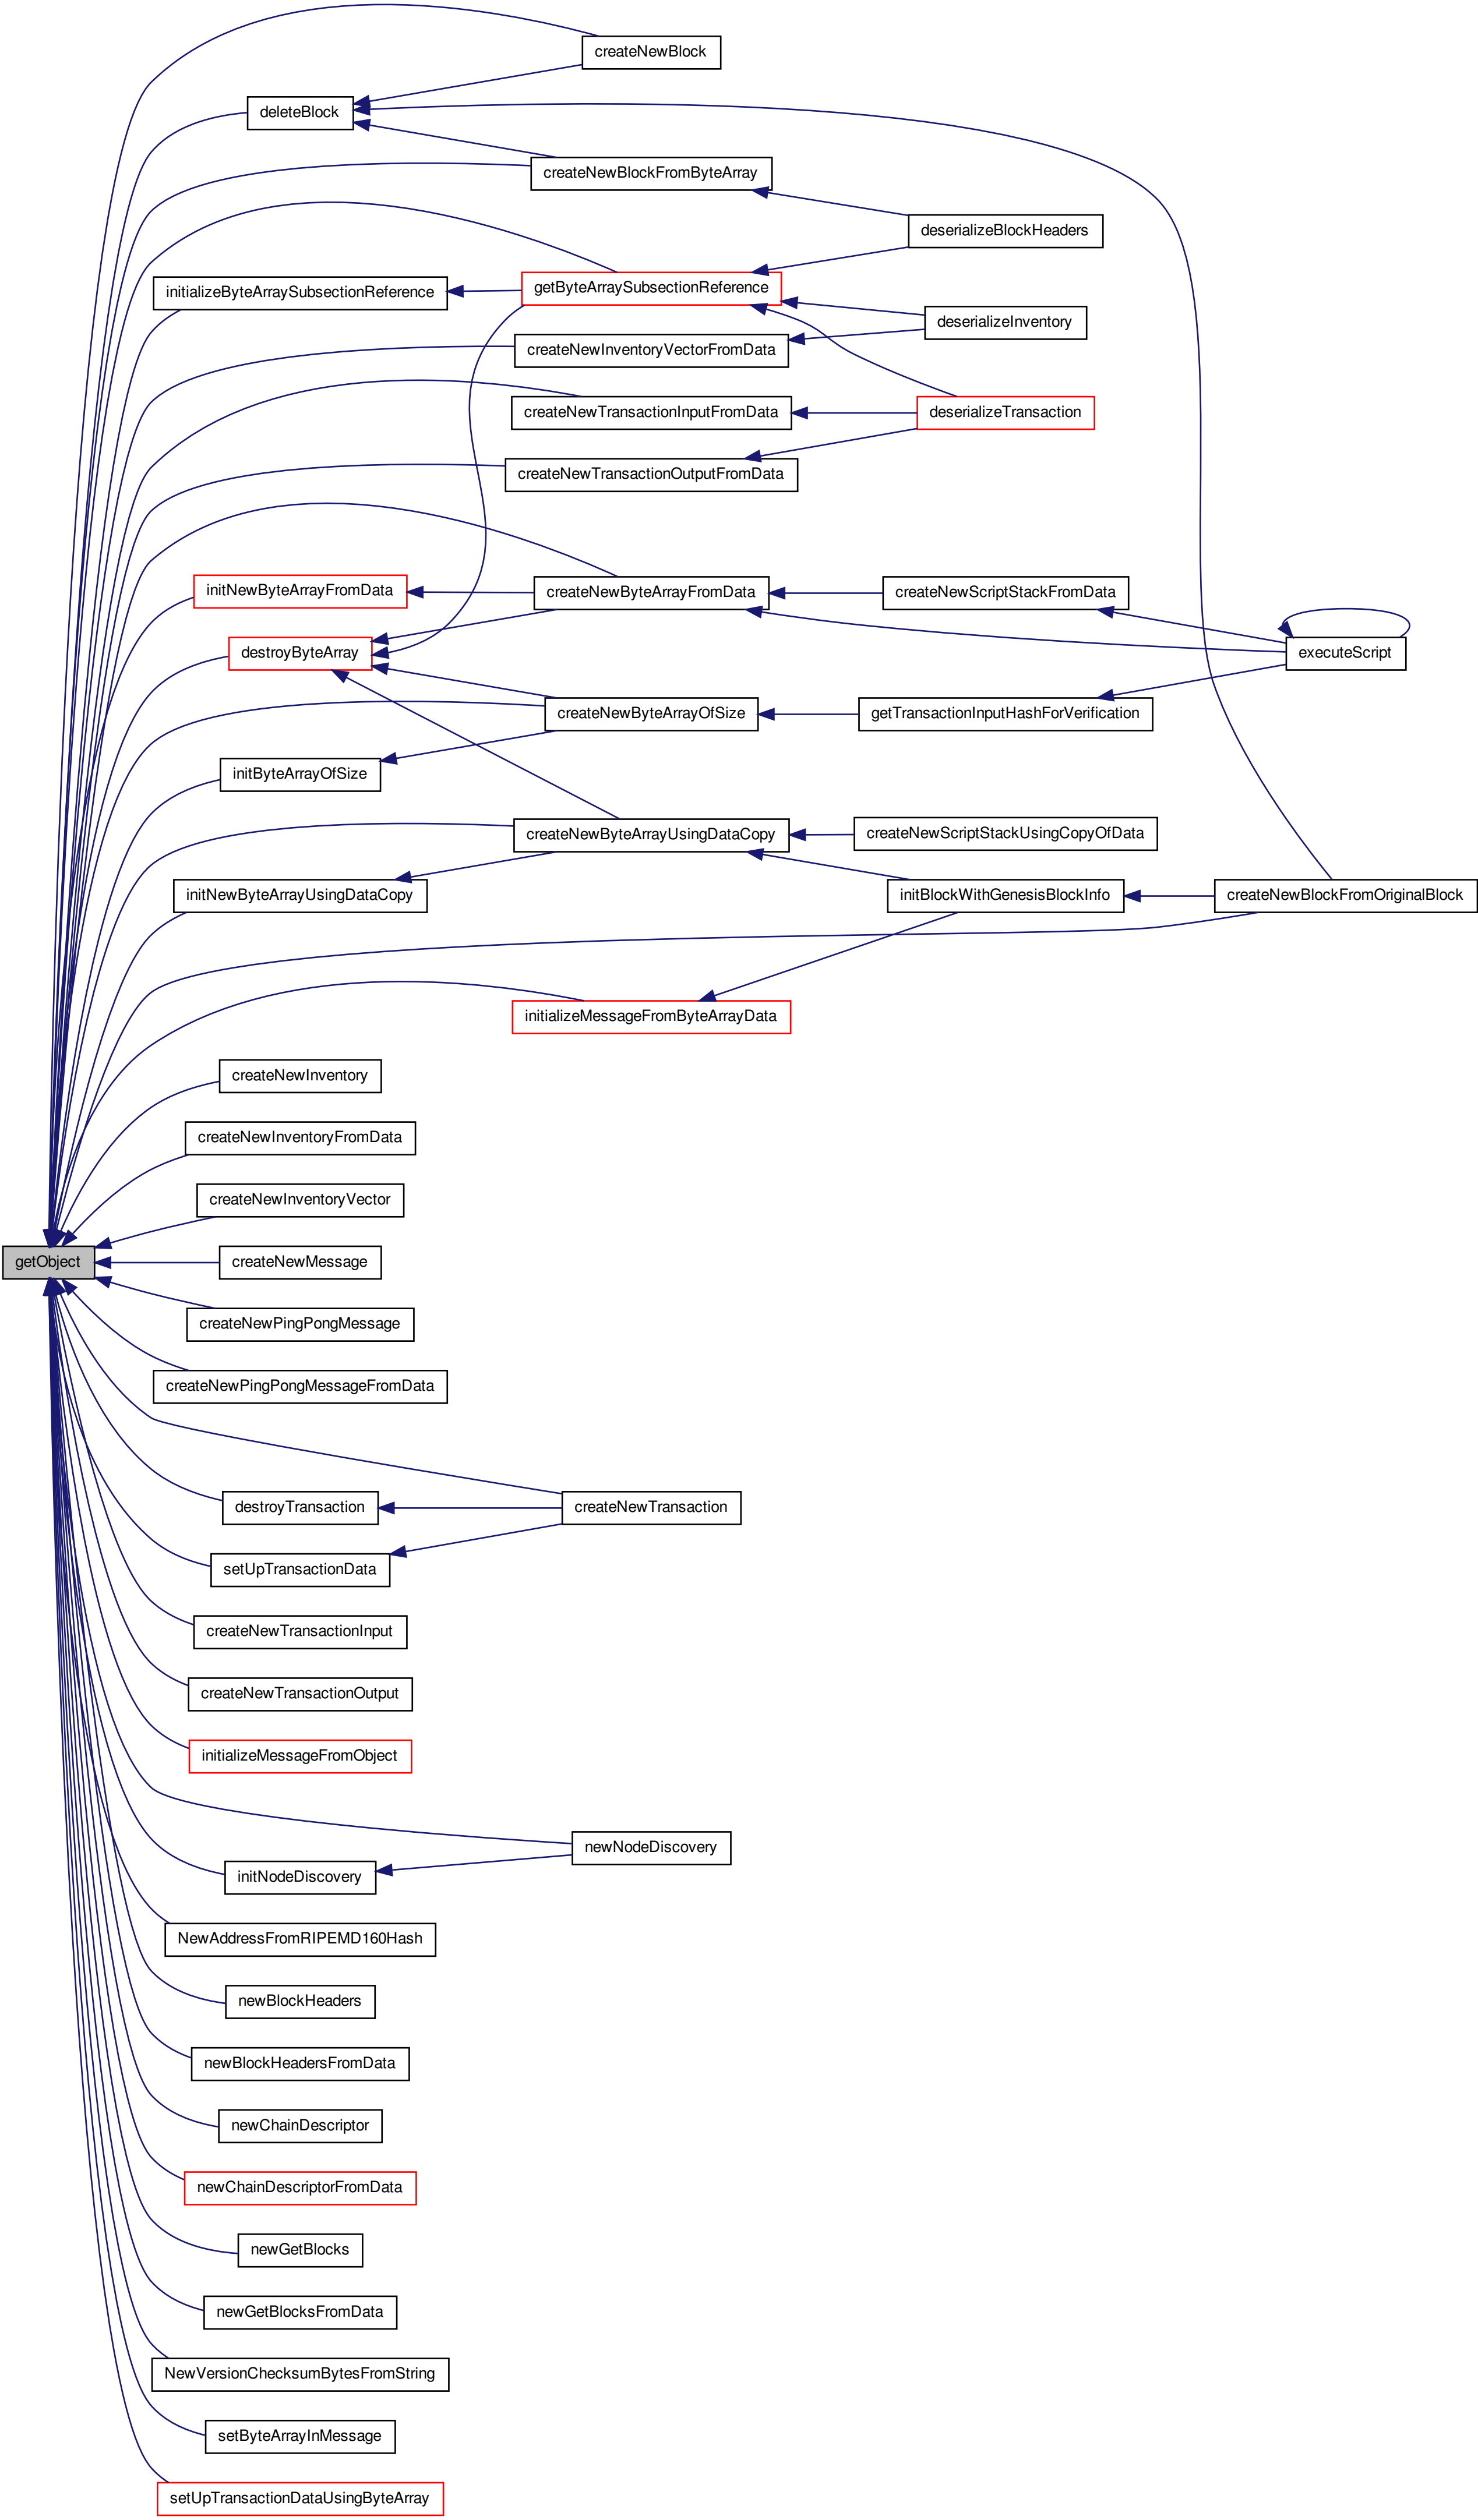 createNewBlock
deleteBlock
createNewBlockFromByteArray
deserializeBlockHeaders
initializeByteArraySubsectionReference
getByteArraySubsectionReference
deserializeInventory
createNewInventoryVectorFromData
createNewTransactionInputFromData
deserializeTransaction
createNewTransactionOutputFromData
initNewByteArrayFromData
createNewByteArrayFromData
createNewScriptStackFromData
destroyByteArray
executeScript
createNewByteArrayOfSize
getTransactionInputHashForVerification
initByteArrayOfSize
createNewByteArrayUsingDataCopy
createNewScriptStackUsingCopyOfData
initNewByteArrayUsingDataCopy
initBlockWithGenesisBlockInfo
createNewBlockFromOriginalBlock
initializeMessageFromByteArrayData
createNewInventory
createNewInventoryFromData
createNewInventoryVector
getObject
createNewMessage
createNewPingPongMessage
createNewPingPongMessageFromData
destroyTransaction
createNewTransaction
setUpTransactionData
createNewTransactionInput
createNewTransactionOutput
initializeMessageFromObject
newNodeDiscovery
initNodeDiscovery
NewAddressFromRIPEMD160Hash
newBlockHeaders
newBlockHeadersFromData
newChainDescriptor
newChainDescriptorFromData
newGetBlocks
newGetBlocksFromData
NewVersionChecksumBytesFromString
setByteArrayInMessage
setUpTransactionDataUsingByteArray